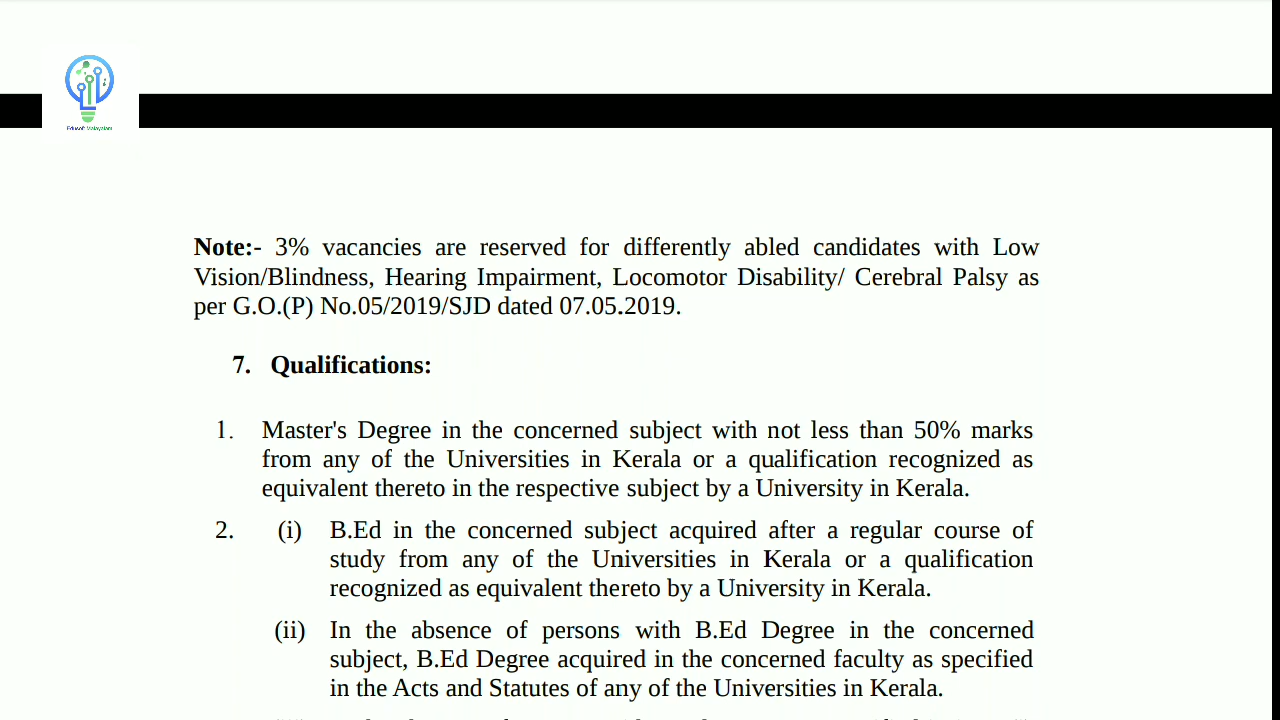 Edusoft Malayalam
Note:- 3% vacancies are reserved for differently abled candidates with Low
Vision/Blindness, Hearing Impairment, Locomotor Disability/ Cerebral Palsy as
per G.O.(P) No.05/2019/SJD dated 07.05.2019.
7. Qualifications:
1. Master's Degree in the concerned subject with not less than 50% marks
from any of the Universities in Kerala or a qualification recognized as
equivalent thereto in the respective subject by a University in Kerala.
2. (i) B.Ed in the concerned subject acquired after a regular course of
study from any of the Universities in Kerala or a qualification
recognized as equivalent thereto by a University in Kerala.
(ii) In the absence of persons with B.Ed Degree in the concerned
subject, B.Ed Degree acquired in the concerned faculty as specified
in the Acts and Statutes of any of the Universities in Kerala.